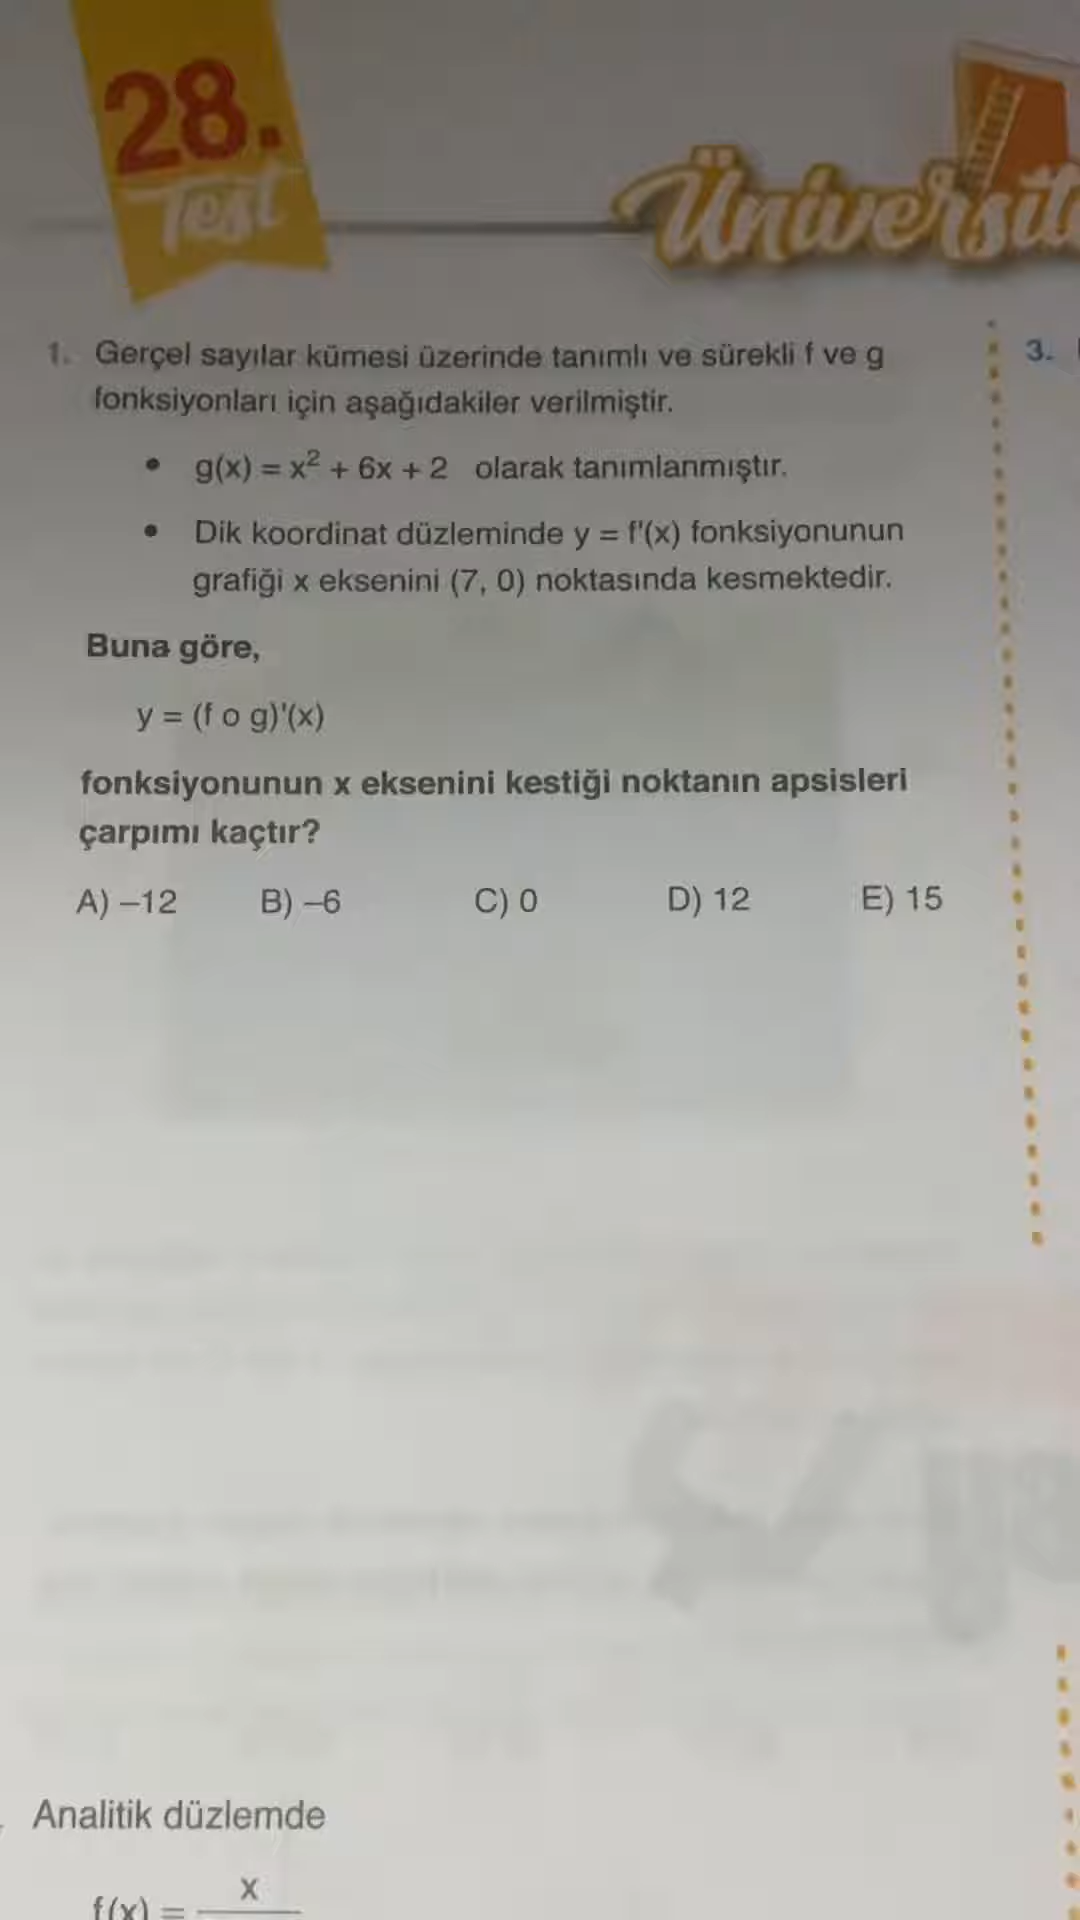 28.
Test
Üniversit
1. Gerçel sayılar kümesi üzerinde tanımlı ve sürekli f ve g
fonksiyonları için aşağıdakiler verilmiştir.
• g(x) = x² + 6x + 2 olarak tanımlanmıştır.
• Dik koordinat düzleminde y = f'(x) fonksiyonunun
grafiği x eksenini (7, 0) noktasında kesmektedir.
Buna göre,
y = (f o g)'(x)
fonksiyonunun x eksenini kestiği noktanın apsisleri
çarpımı kaçtır?
A) –12 B) –6 C) 0 D) 12 E) 15
3.
Analitik düzlemde
f(x) = x